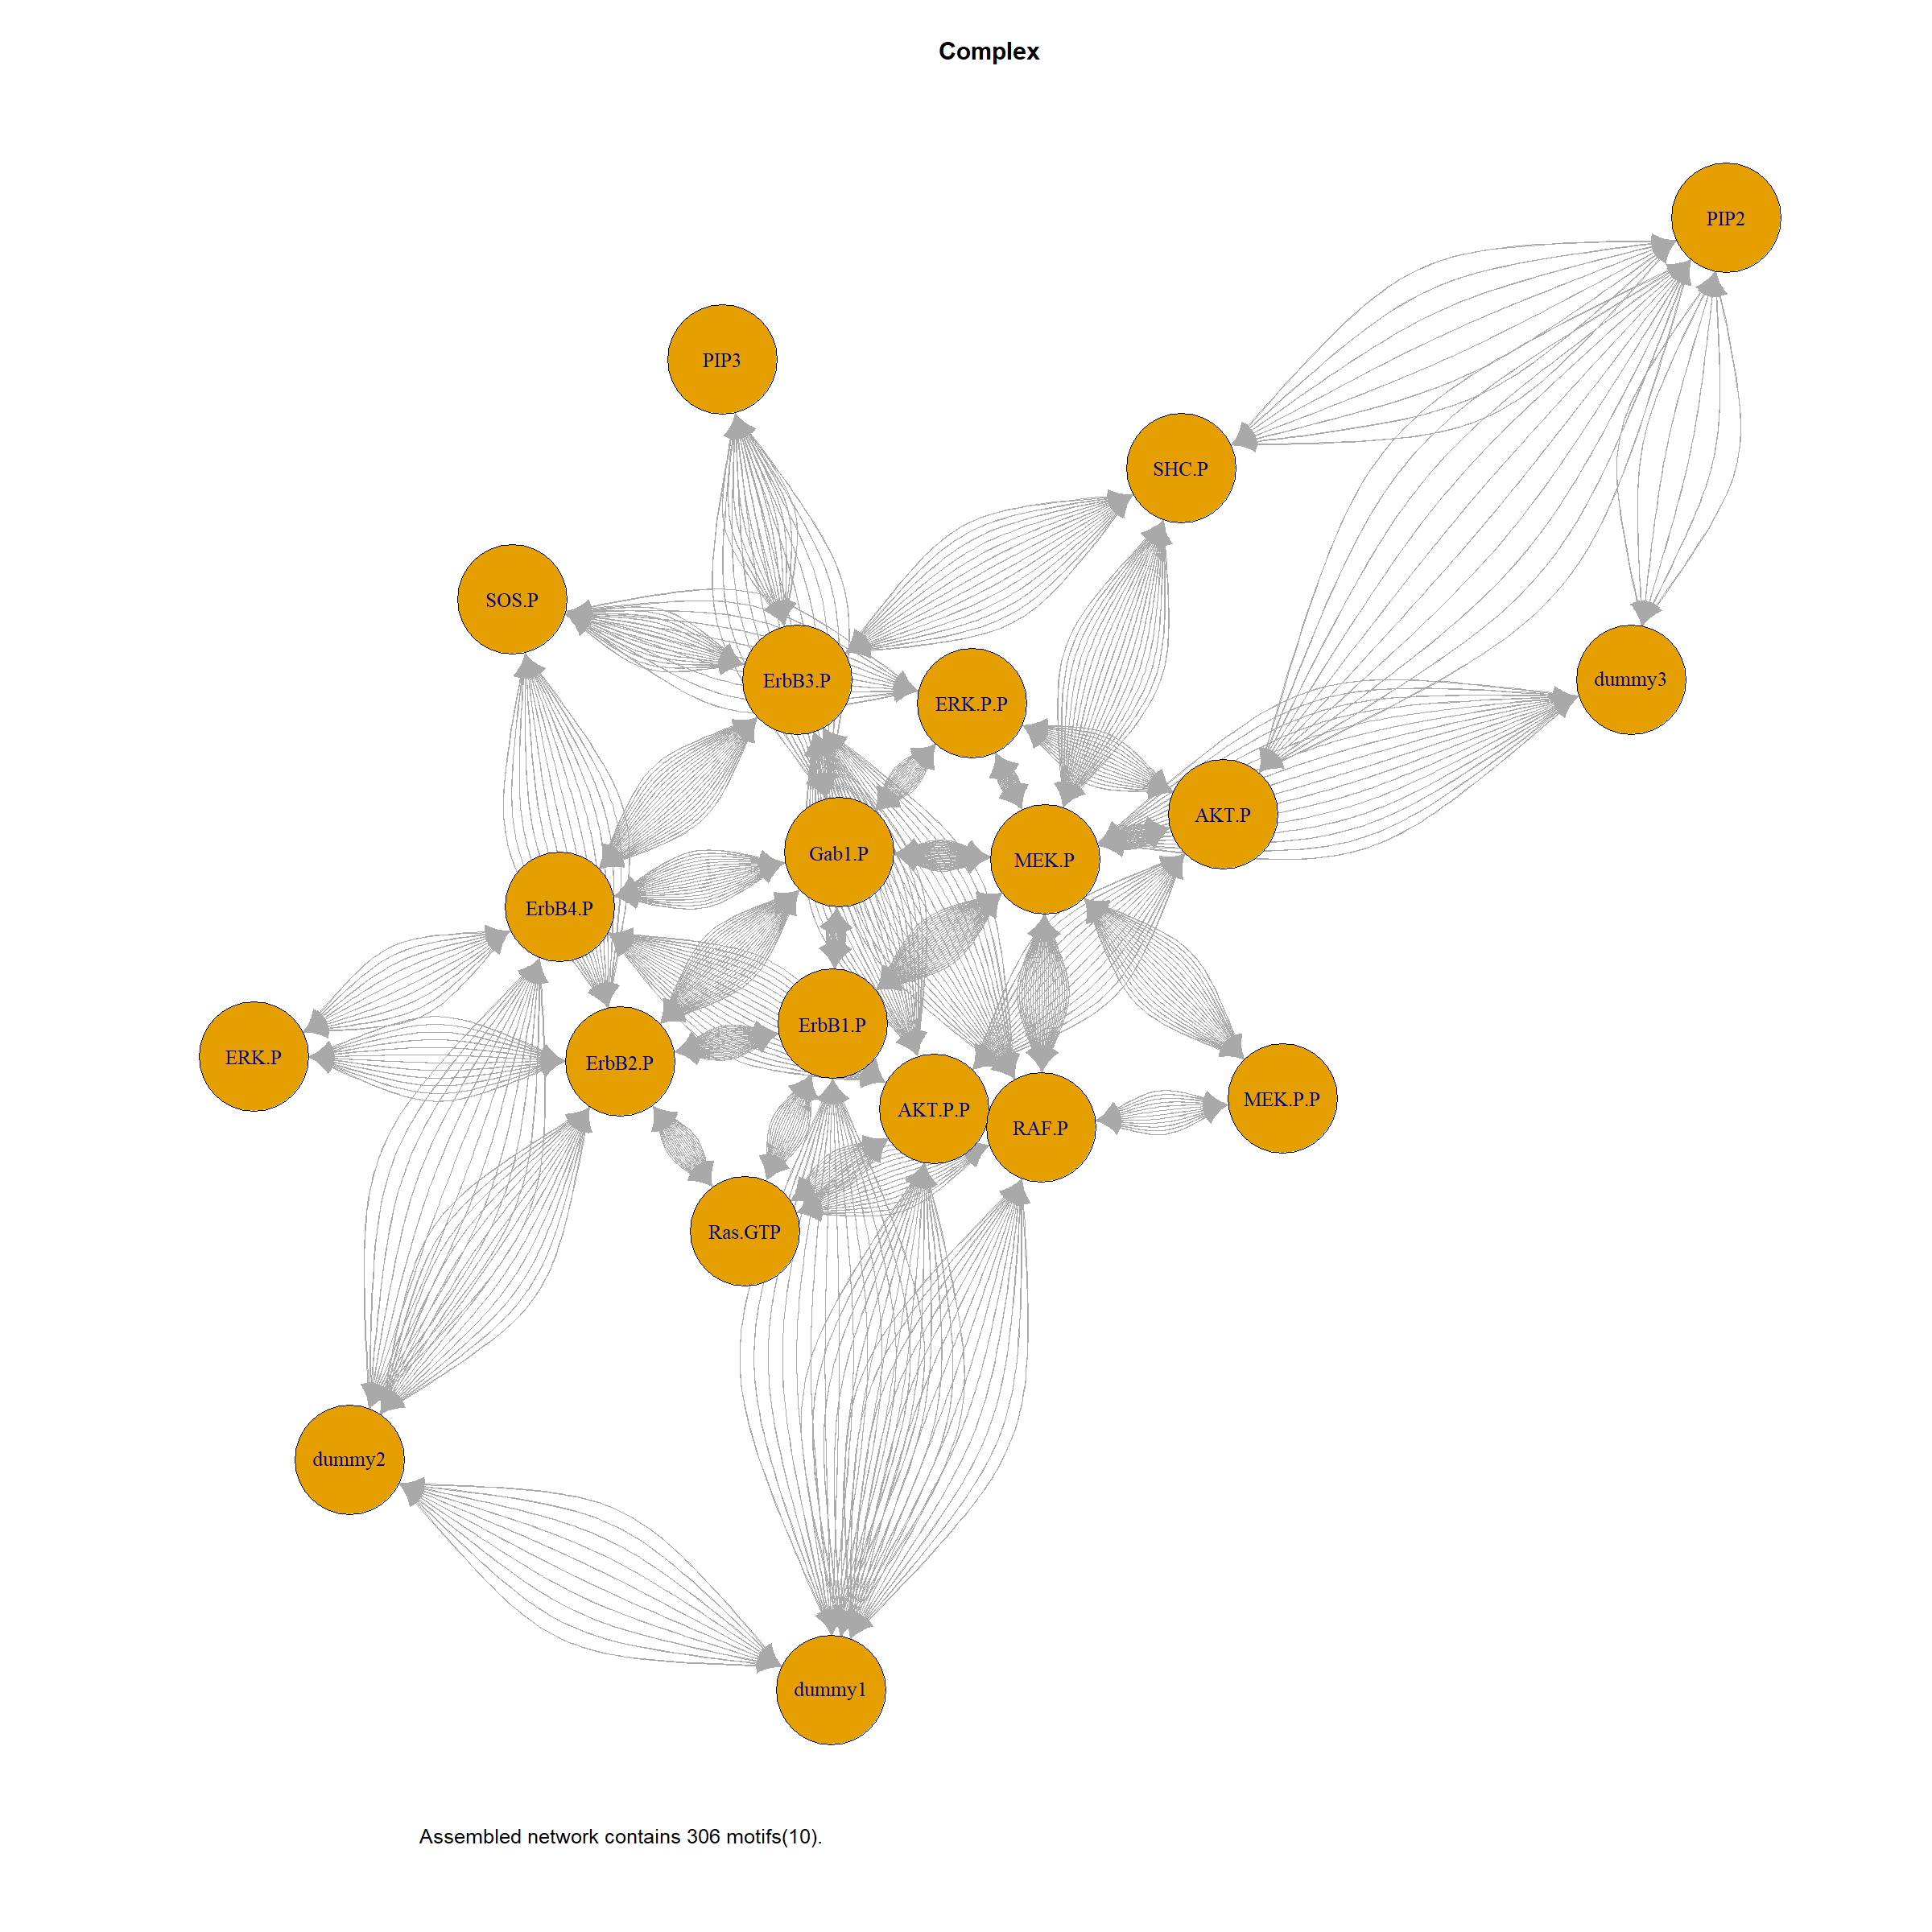 Complex
PIP2
PIP3
SHC.P
SOS.P
ErbB3.P
dummy3
ERK.P.P
AKT.P
Gab1.P
MEK.P
ErbB4.P
ErbB1.P
ERK.P
ErbB2.P
MEK.P.P
AKT.P.P
RAF.P
Ras.GTP
dummy2
dummy1
Assembled network contains 306 motifs(10).